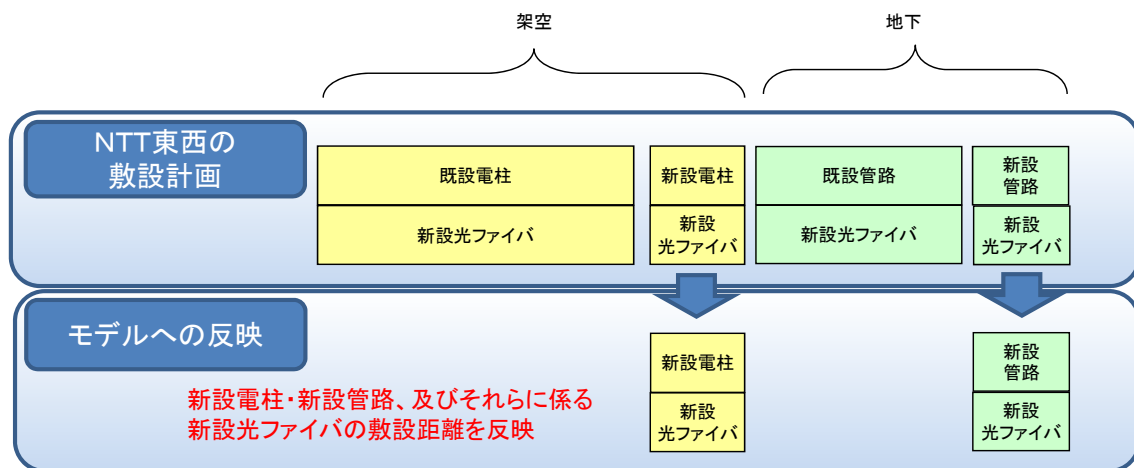 架空
地下
NTT東西の
敷設計画
既設電柱
新設電柱
既設管路
新設
管路
新設光ファイバ
新設
光ファイバ
新設光ファイバ
新設
光ファイバ
モデルへの反映
新設電柱
新設
管路
新設電柱・新設管路、及びそれらに係る
新設光ファイバの敷設距離を反映
新設
光ファイバ
新設
光ファイバ